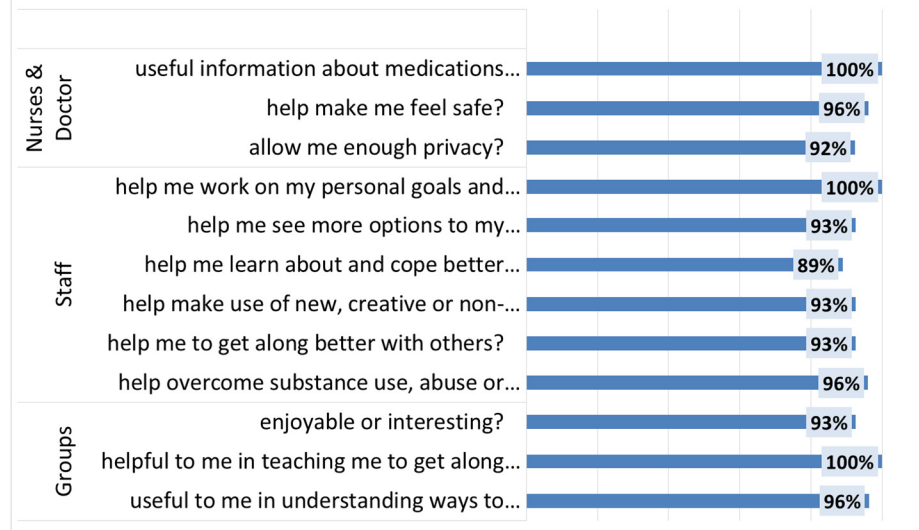 Nurses &
Doctor
useful information about medications... 100%
help make me feel safe? 96%
allow me enough privacy? 92%
Staff
help me work on my personal goals and... 100%
help me see more options to my... 93%
help me learn about and cope better... 89%
help make use of new, creative or non-... 93%
help me to get along better with others? 93%
help overcome substance use, abuse or... 96%
Groups
enjoyable or interesting? 93%
helpful to me in teaching me to get along... 100%
useful to me in understanding ways to... 96%